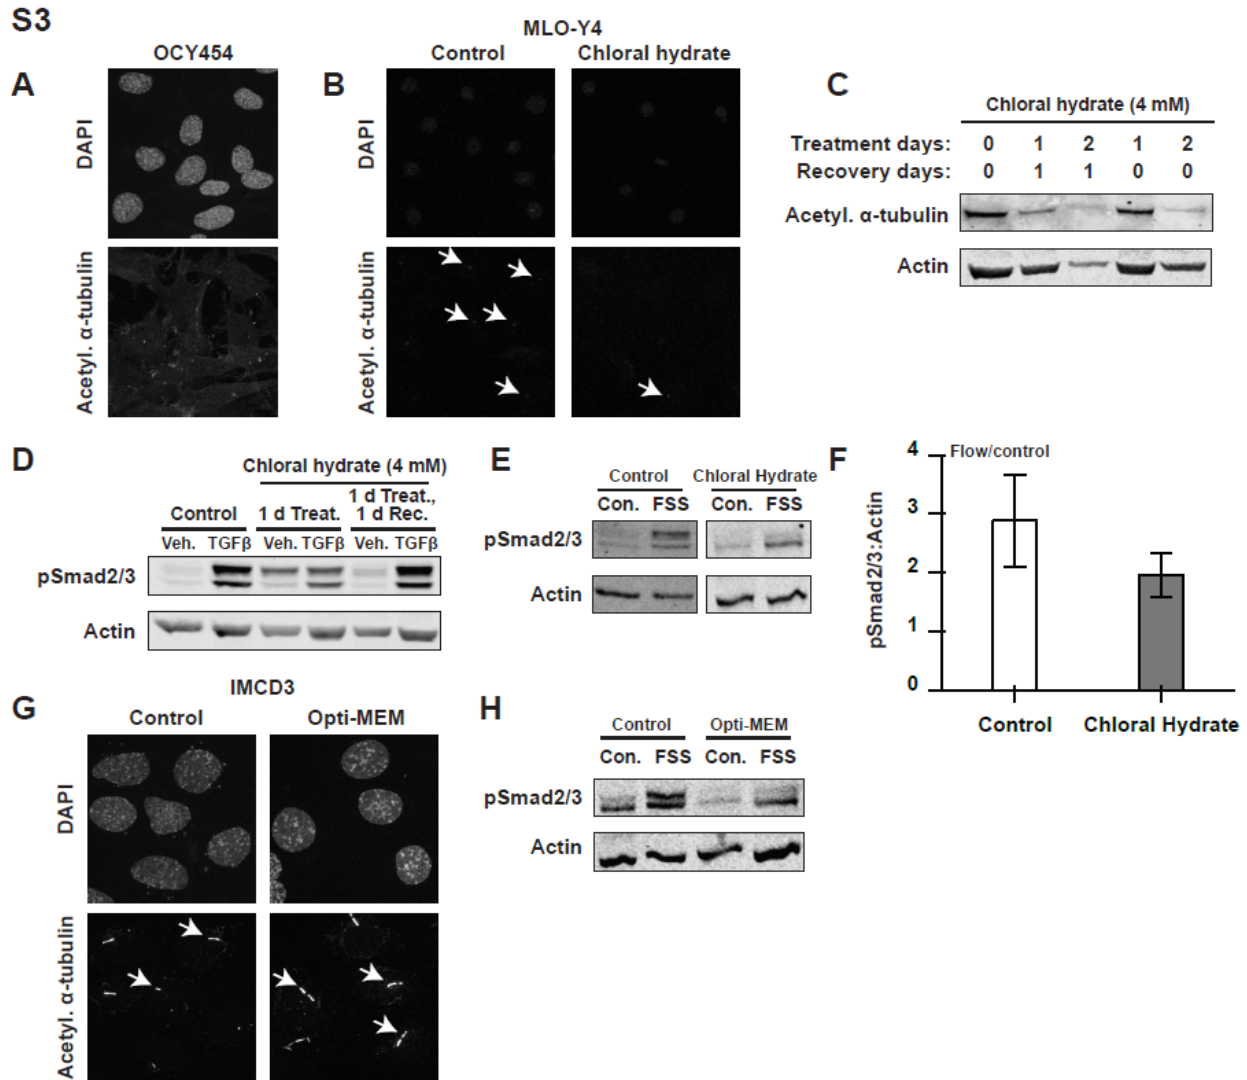 S3
MLO-Y4
OCY454
Control
Chloral hydrate
A
B
C
DAPI
DAPI
Acetyl. α-tubulin
Acetyl. α-tubulin
Chloral hydrate (4 mM)
Treatment days: 0 1 2 1 2
Recovery days: 0 1 1 0 0
Acetyl. α-tubulin
Actin
D
Chloral hydrate (4 mM)
1 d Treat.,
Control 1 d Treat. 1 d Rec.
Veh. TGFβ Veh. TGFβ Veh. TGFβ
pSmad2/3
Actin
E
Control Chloral Hydrate
Con. FSS Con. FSS
pSmad2/3
Actin
F
Flow/control
pSmad2/3:Actin
4
3
2
1
0
Control Chloral Hydrate
IMCD3
G
Control Opti-MEM
DAPI
Acetyl. α-tubulin
H
Control Opti-MEM
Con. FSS Con. FSS
pSmad2/3
Actin